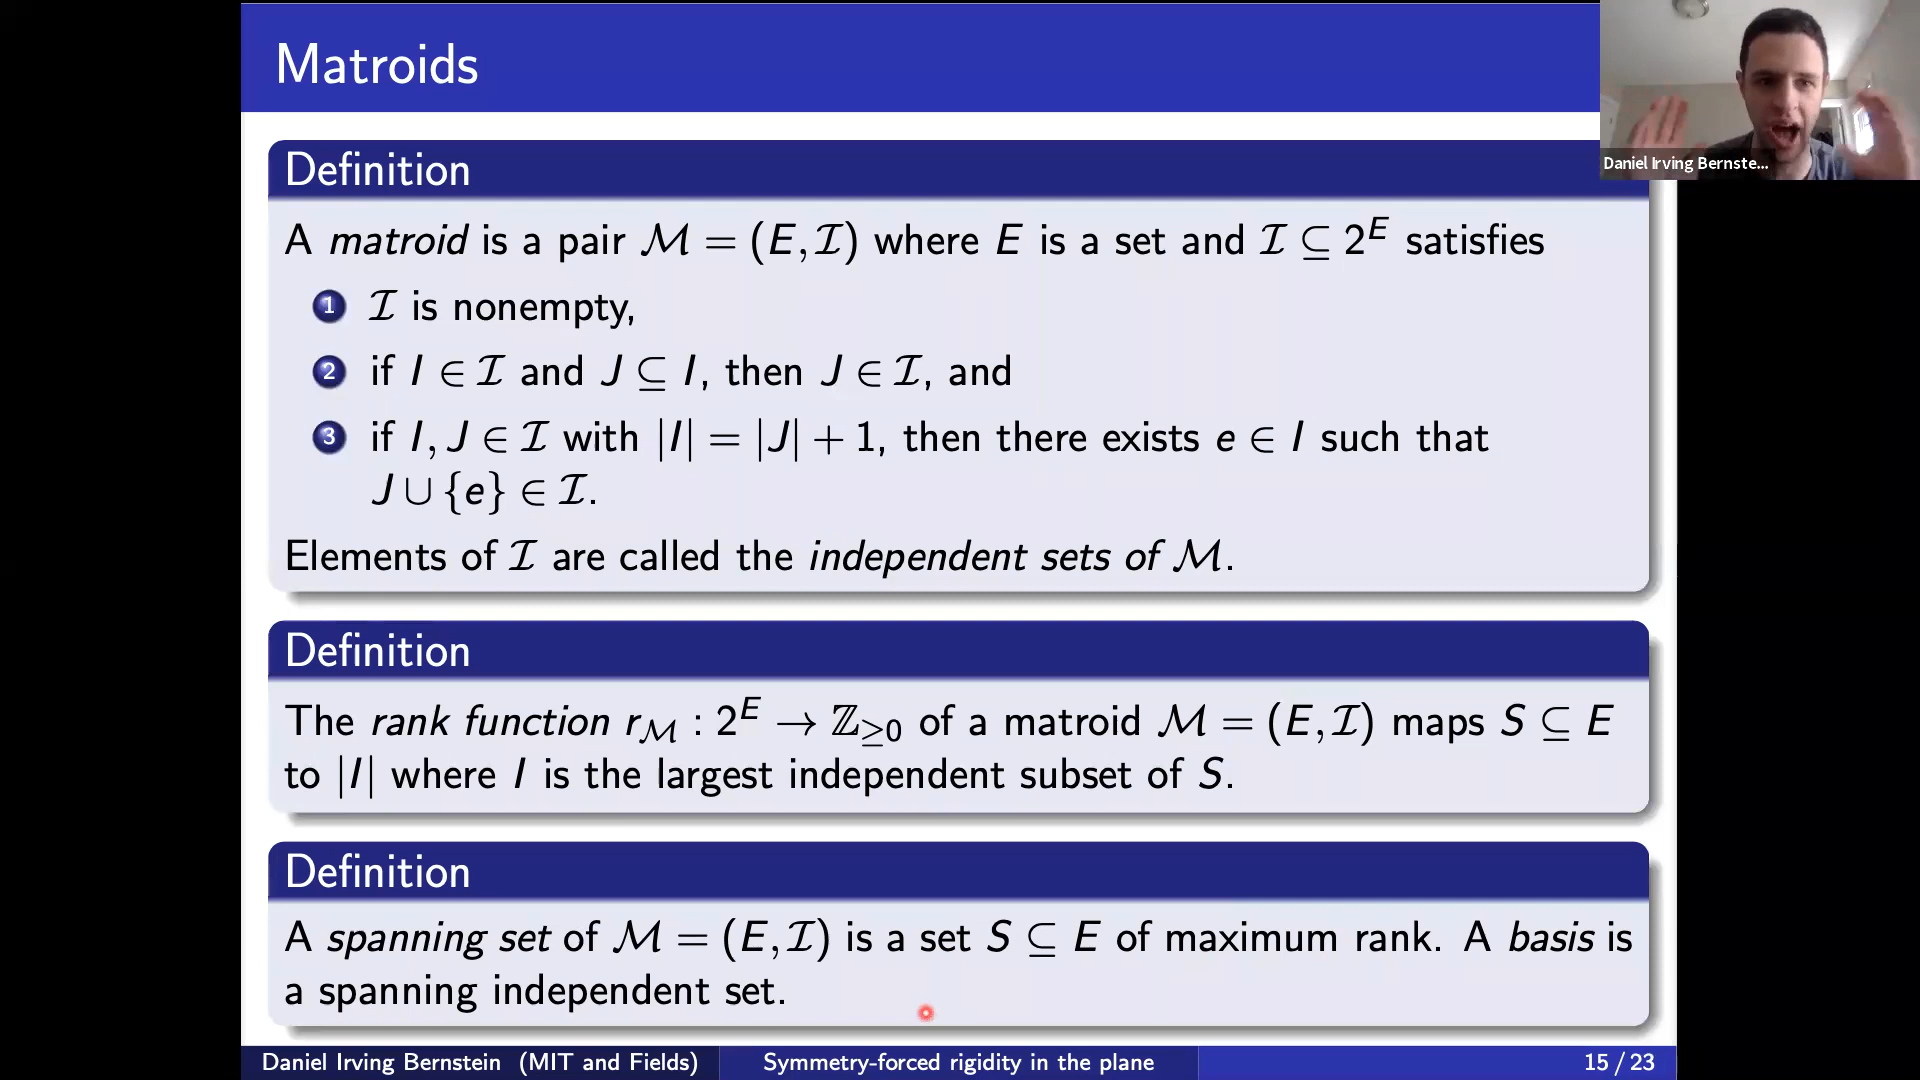 Matroids
Daniel Irving Bernste...
Definition
A matroid is a pair ℳ = (E, ℐ) where E is a set and ℐ ⊆ 2^E satisfies
1 ℐ is nonempty,
2 if I ∈ ℐ and J ⊆ I, then J ∈ ℐ, and
3 if I, J ∈ ℐ with |I| = |J| + 1, then there exists e ∈ I such that
J ∪ {e} ∈ ℐ.
Elements of ℐ are called the independent sets of ℳ.
Definition
The rank function r_ℳ : 2^E → ℤ_≥0 of a matroid ℳ = (E, ℐ) maps S ⊆ E
to |I| where I is the largest independent subset of S.
Definition
A spanning set of ℳ = (E, ℐ) is a set S ⊆ E of maximum rank. A basis is
a spanning independent set.
Daniel Irving Bernstein (MIT and Fields) Symmetry-forced rigidity in the plane 15 / 23